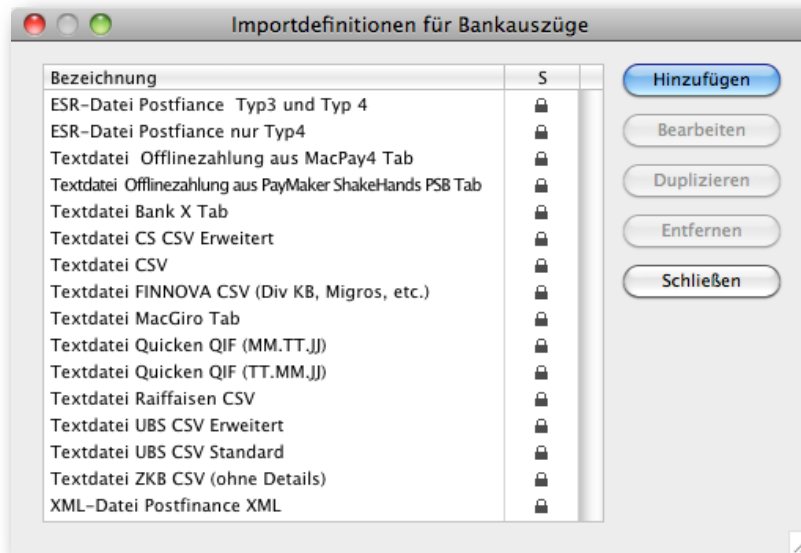 Importdefinitionen für Bankauszüge
Bezeichnung S
ESR-Datei Postfiance Typ3 und Typ 4
ESR-Datei Postfiance nur Typ4
Textdatei Offlinezahlung aus MacPay4 Tab
Textdatei Offlinezahlung aus PayMaker ShakeHands PSB Tab
Textdatei Bank X Tab
Textdatei CS CSV Erweitert
Textdatei CSV
Textdatei FINNOVA CSV (Div KB, Migros, etc.)
Textdatei MacGiro Tab
Textdatei Quicken QIF (MM.TT.JJ)
Textdatei Quicken QIF (TT.MM.JJ)
Textdatei Raiffaisen CSV
Textdatei UBS CSV Erweitert
Textdatei UBS CSV Standard
Textdatei ZKB CSV (ohne Details)
XML-Datei Postfinance XML
Hinzufügen
Bearbeiten
Duplizieren
Entfernen
Schließen